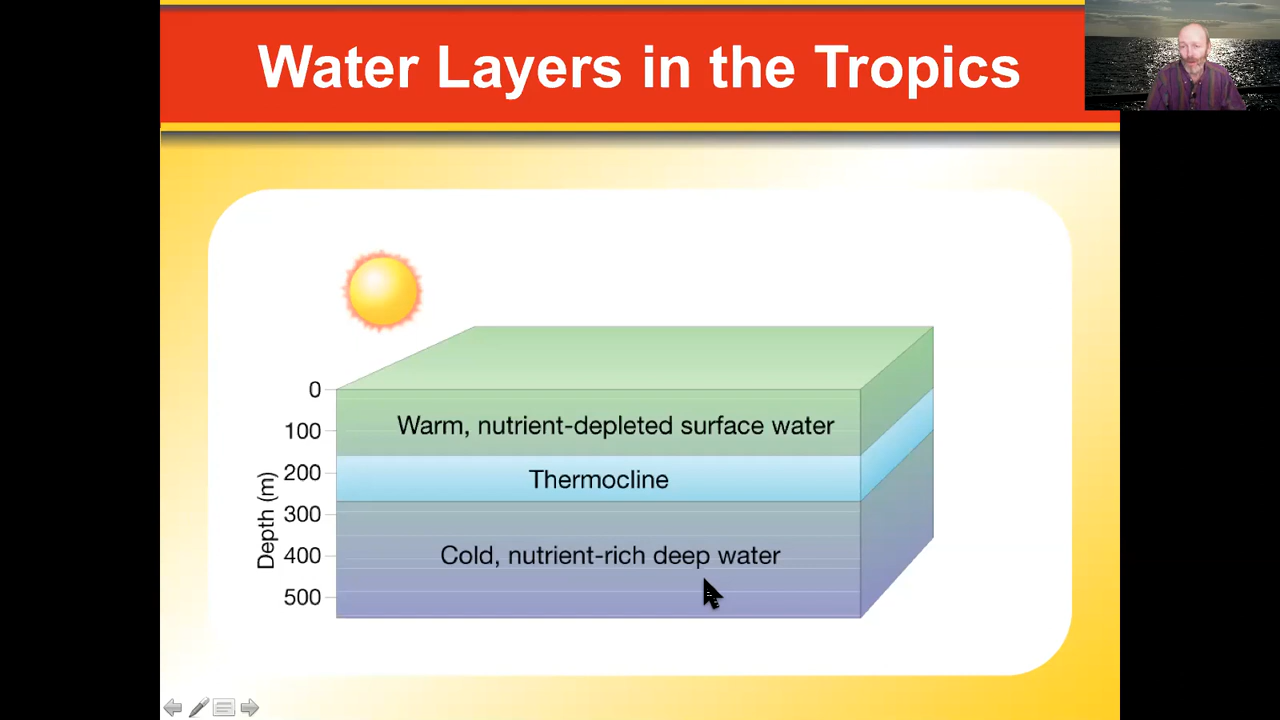 Water Layers in the Tropics
0
Warm, nutrient-depleted surface water
100
200
Thermocline
300
Depth (m)
400
Cold, nutrient-rich deep water
500